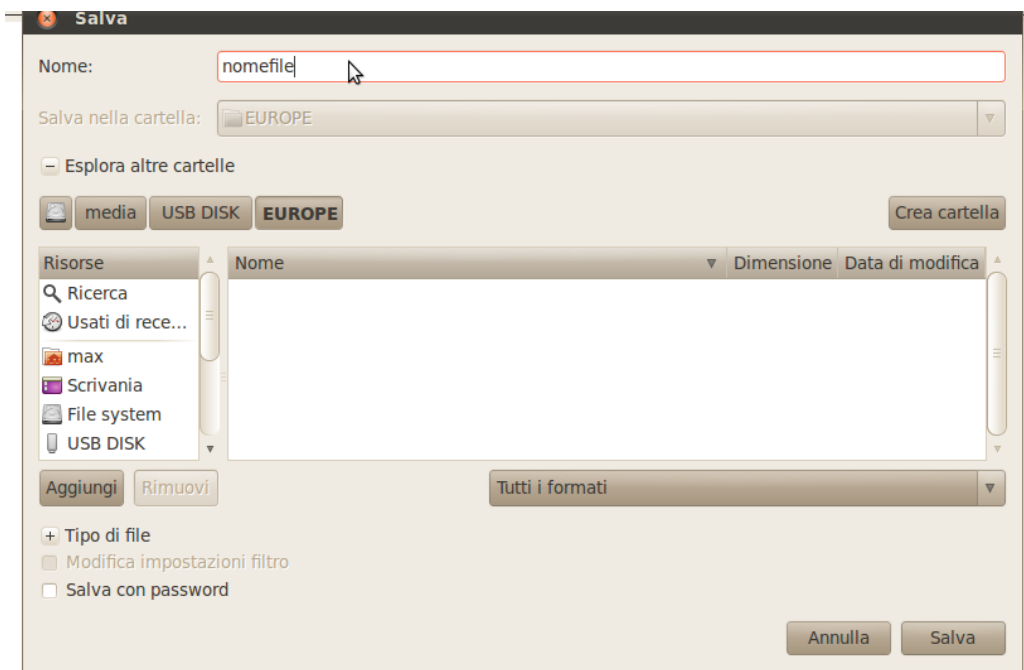 Salva
Nome: nomefile
Salva nella cartella: EUROPE
Esplora altre cartelle
media USB DISK EUROPE Crea cartella
Risorse Nome Dimensione Data di modifica
Ricerca
Usati di rece...
max
Scrivania
File system
USB DISK
Aggiungi Rimuovi Tutti i formati
Tipo di file
Modifica impostazioni filtro
Salva con password
Annulla Salva